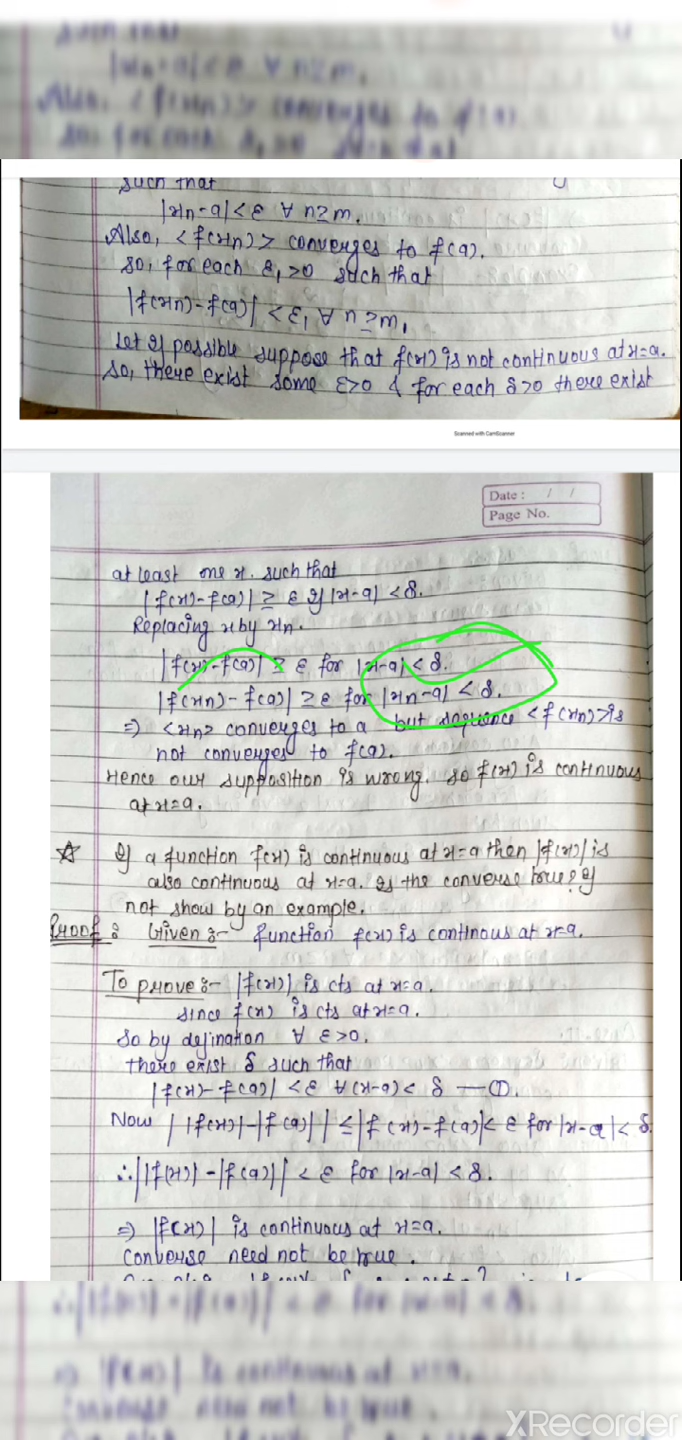 such that
|xn-a|<ε ∀ n≥m.
Also, <f(xn)> converges to f(a).
so, for each ε₁>0 such that
|f(xn)-f(a)| <ε₁ ∀ n≥m₁
Let if possible suppose that f(x) is not continuous at x=a.
So, there exist some ε>0 & for each δ>0 there exist
Scanned with CamScanner
Date : / /
Page No.
at least one x. such that
|f(x)-f(a)| ≥ ε if |x-a| <δ.
Replacing x by xn.
|f(x)-f(a)| ≥ ε for |x-a| < δ.
|f(xn)-f(a)| ≥ε for |xn-a| < δ.
⇒ <xn> converges to a but sequence <f(xn)> is
not converges to f(a).
Hence our supposition is wrong. so f(x) is continuous
at x=a.
☆ If a function f(x) is continuous at x=a then |f(x)| is
also continuous at x=a. Is the converse true? If
not show by an example.
Proof : Given :- function f(x) is continous at x=a.
To prove :- |f(x)| is cts at x=a.
since f(x) is cts at x=a.
So by defination ∀ ε>0.
there exist δ such that
|f(x)-f(a)| <ε ∀ (x-a)< δ —①.
Now ||f(x)|-|f(a)|| ≤|f(x)-f(a)|< ε for |x-a|< δ.
∴||f(x)|-|f(a)|| < ε for |x-a| <δ.
⇒ |f(x)| is continuous at x=a.
Converse need not be true .
XRecorder